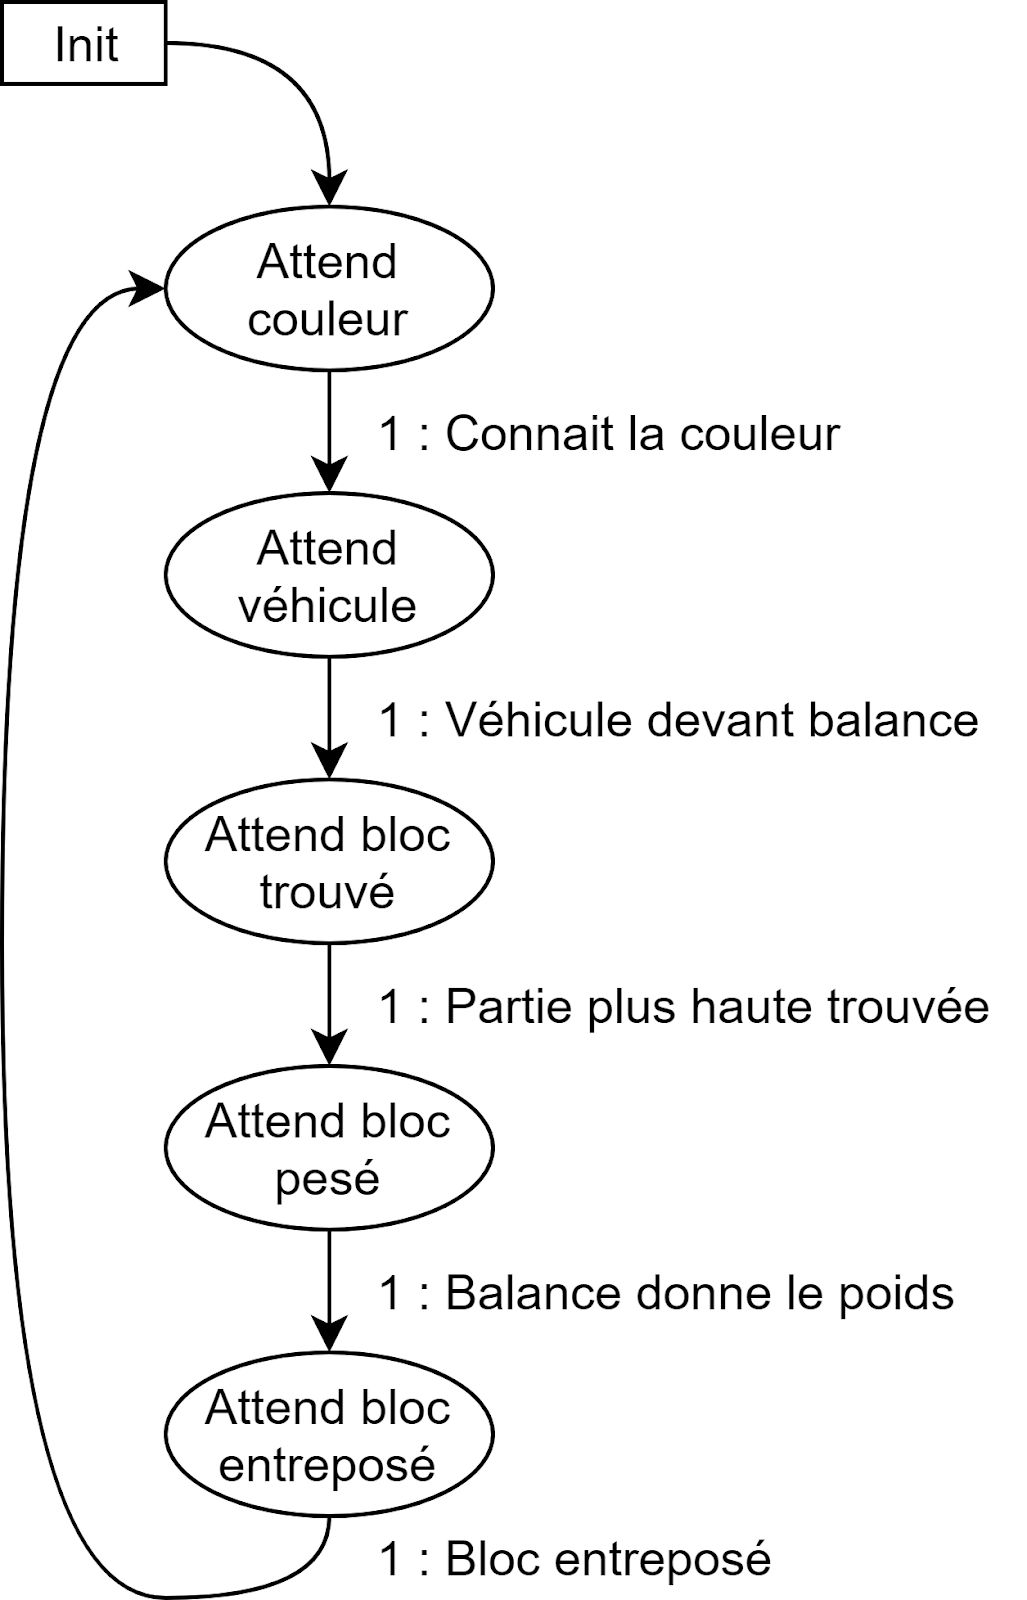 Init
Attend
couleur
1 : Connait la couleur
Attend
véhicule
1 : Véhicule devant balance
Attend bloc
trouvé
1 : Partie plus haute trouvée
Attend bloc
pesé
1 : Balance donne le poids
Attend bloc
entreposé
1 : Bloc entreposé